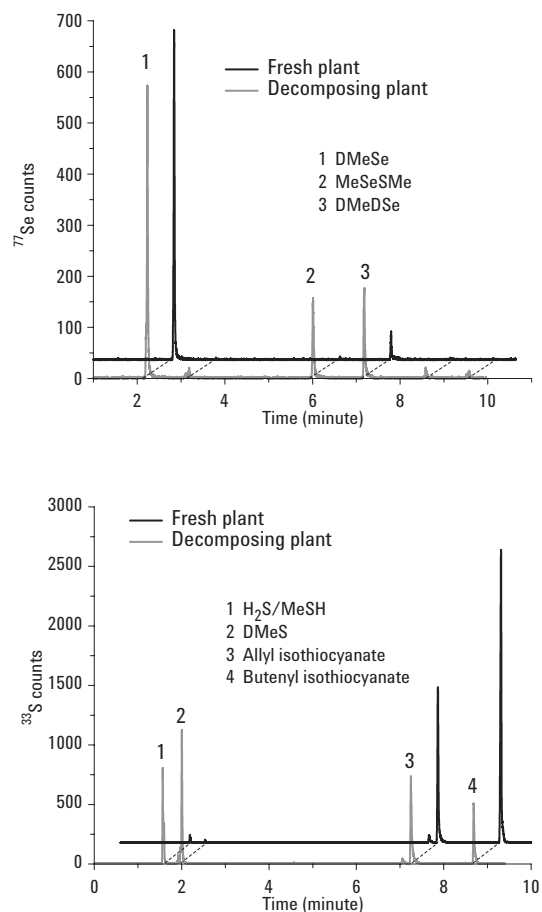 700
600
500
400
300
200
100
0
⁷⁷Se counts
1
2
3
Fresh plant
Decomposing plant
1 DMeSe
2 MeSeSMe
3 DMeDSe
2 4 6 8 10
Time (minute)
3000
2500
2000
1500
1000
500
0
³³S counts
1
2
3
4
Fresh plant
Decomposing plant
1 H₂S/MeSH
2 DMeS
3 Allyl isothiocyanate
4 Butenyl isothiocyanate
0 2 4 6 8 10
Time (minute)